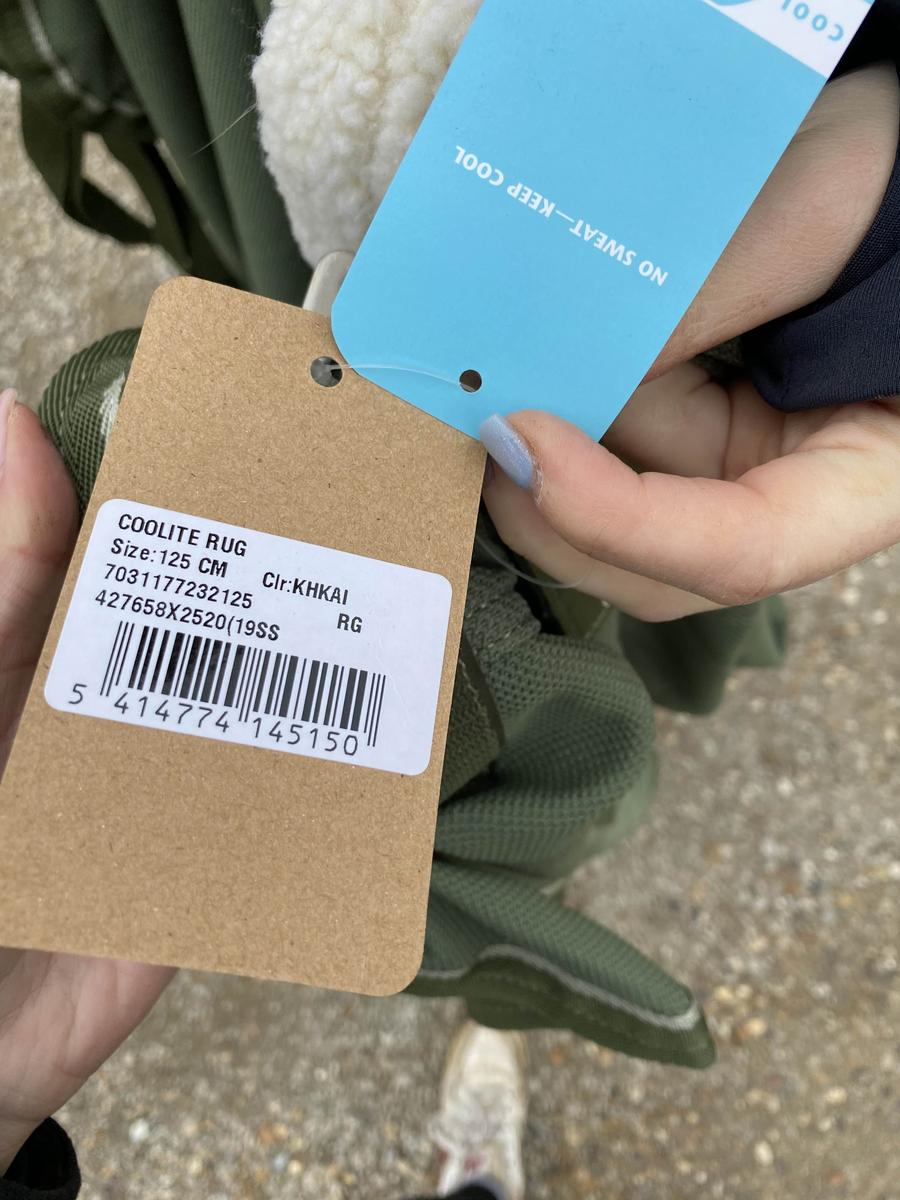 COOL
NO SWEAT—KEEP COOL
COOLITE RUG
Size:125 CM Clr:KHKAI
7031177232125
427658X2520(19SS RG
5 414774 145150